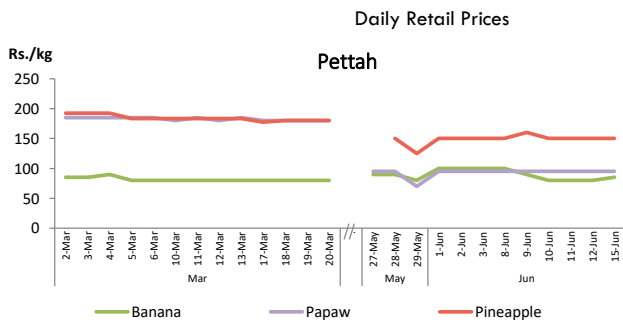 Daily Retail Prices
Rs./kg
Pettah
250
200
150
100
50
0
2-Mar
3-Mar
4-Mar
5-Mar
6-Mar
10-Mar
11-Mar
12-Mar
13-Mar
17-Mar
18-Mar
19-Mar
20-Mar
//
27-May
28-May
29-May
1-Jun
2-Jun
3-Jun
8-Jun
9-Jun
10-Jun
11-Jun
12-Jun
15-Jun
Mar
May
Jun
Banana
Papaw
Pineapple